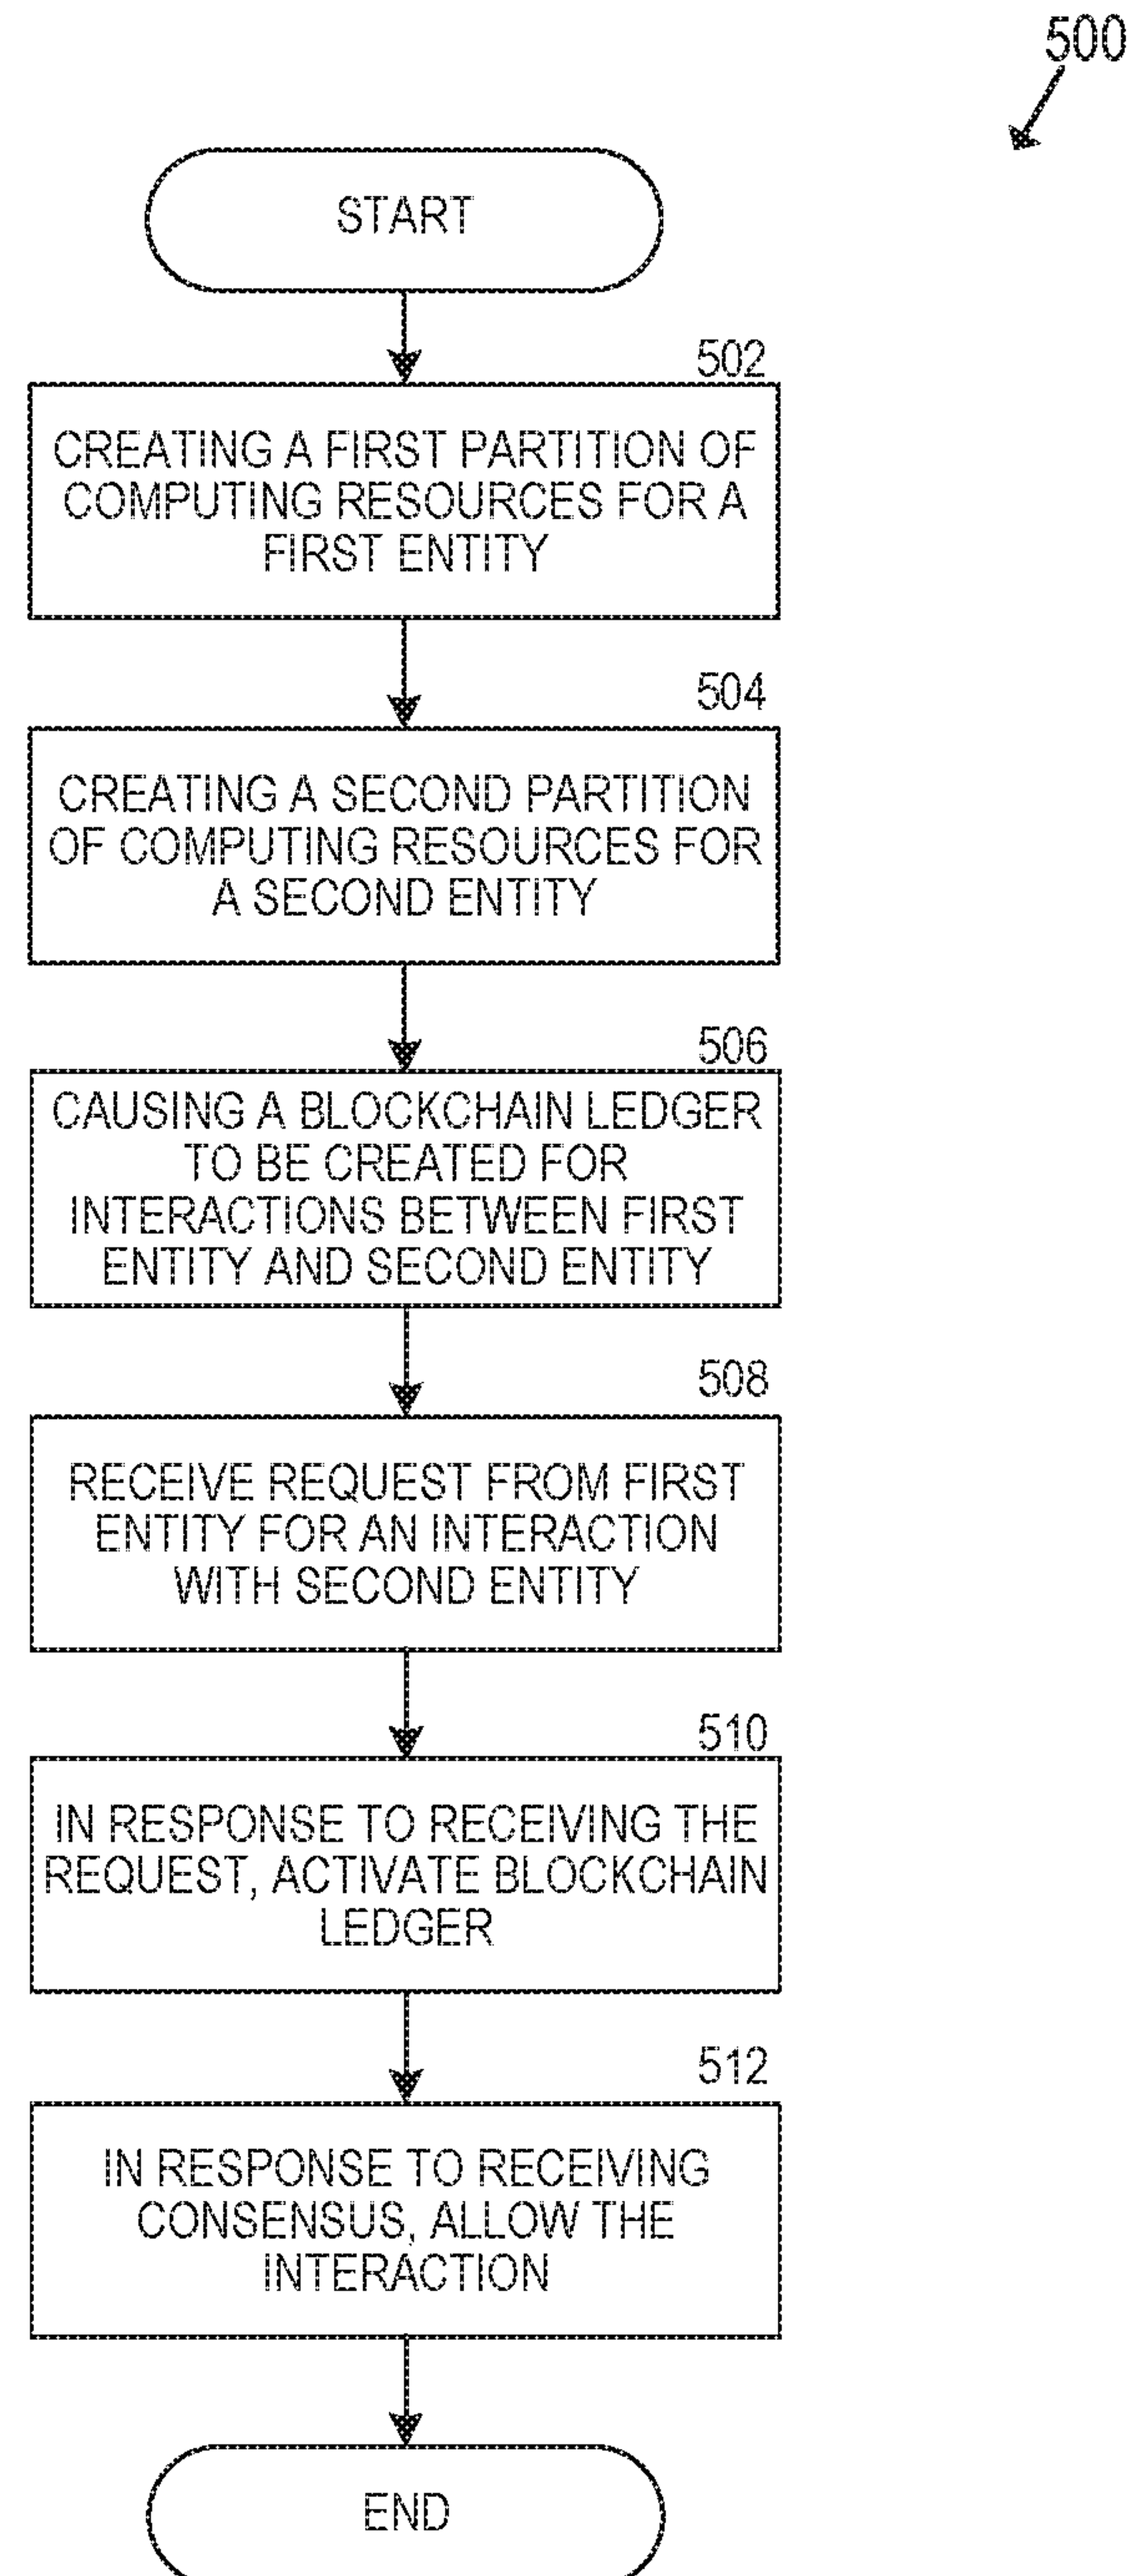 500
START
502
CREATING A FIRST PARTITION OF
COMPUTING RESOURCES FOR A
FIRST ENTITY
504
CREATING A SECOND PARTITION
OF COMPUTING RESOURCES FOR
A SECOND ENTITY
506
CAUSING A BLOCKCHAIN LEDGER
TO BE CREATED FOR
INTERACTIONS BETWEEN FIRST
ENTITY AND SECOND ENTITY
508
RECEIVE REQUEST FROM FIRST
ENTITY FOR AN INTERACTION
WITH SECOND ENTITY
510
IN RESPONSE TO RECEIVING THE
REQUEST, ACTIVATE BLOCKCHAIN
LEDGER
512
IN RESPONSE TO RECEIVING
CONSENSUS, ALLOW THE
INTERACTION
END